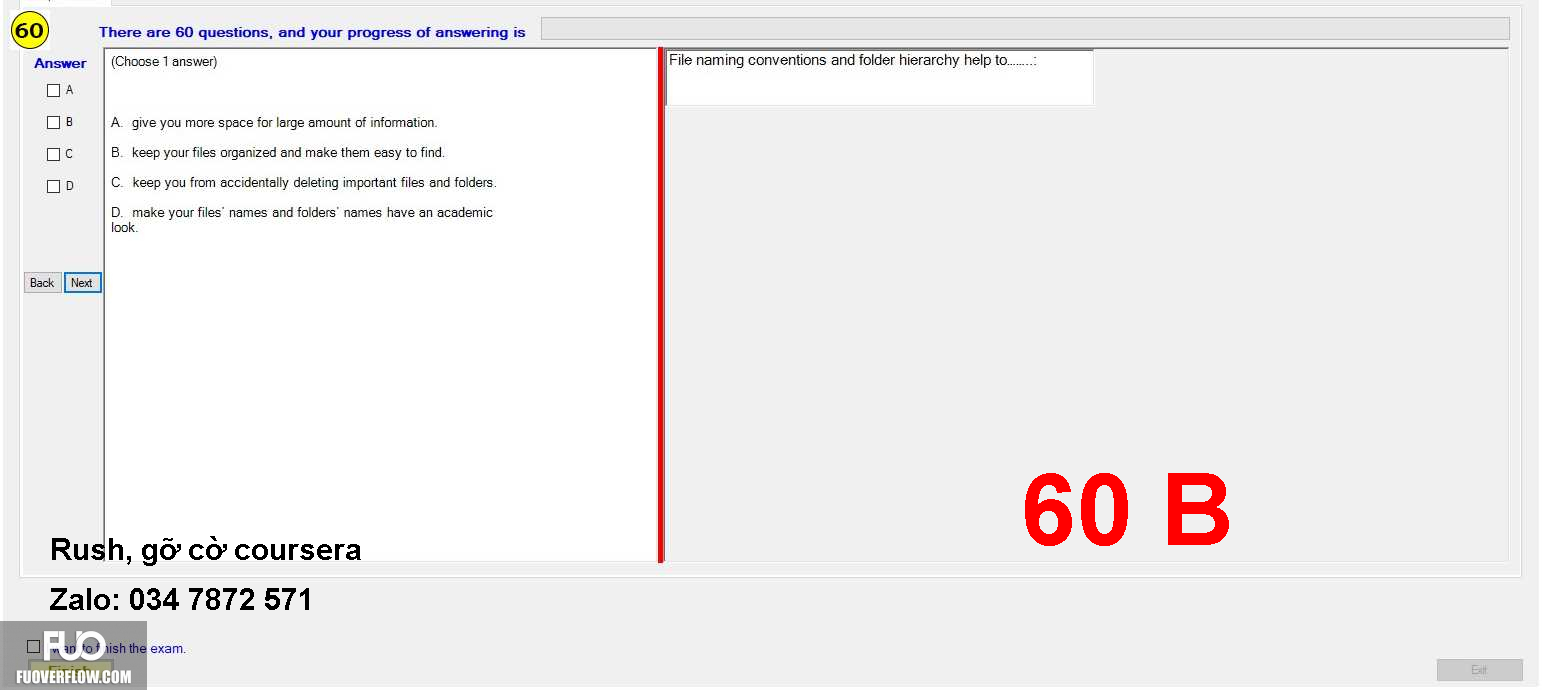 60
There are 60 questions, and your progress of answering is
Answer
A
B
C
D
Back
Next
(Choose 1 answer)
A. give you more space for large amount of information.
B. keep your files organized and make them easy to find.
C. keep you from accidentally deleting important files and folders.
D. make your files' names and folders' names have an academic
look.
File naming conventions and folder hierarchy help to........:
60 B
Rush, gỡ cờ coursera
Zalo: 034 7872 571
want to finish the exam.
Finish
FUO
FUOVERFLOW.COM
Exit